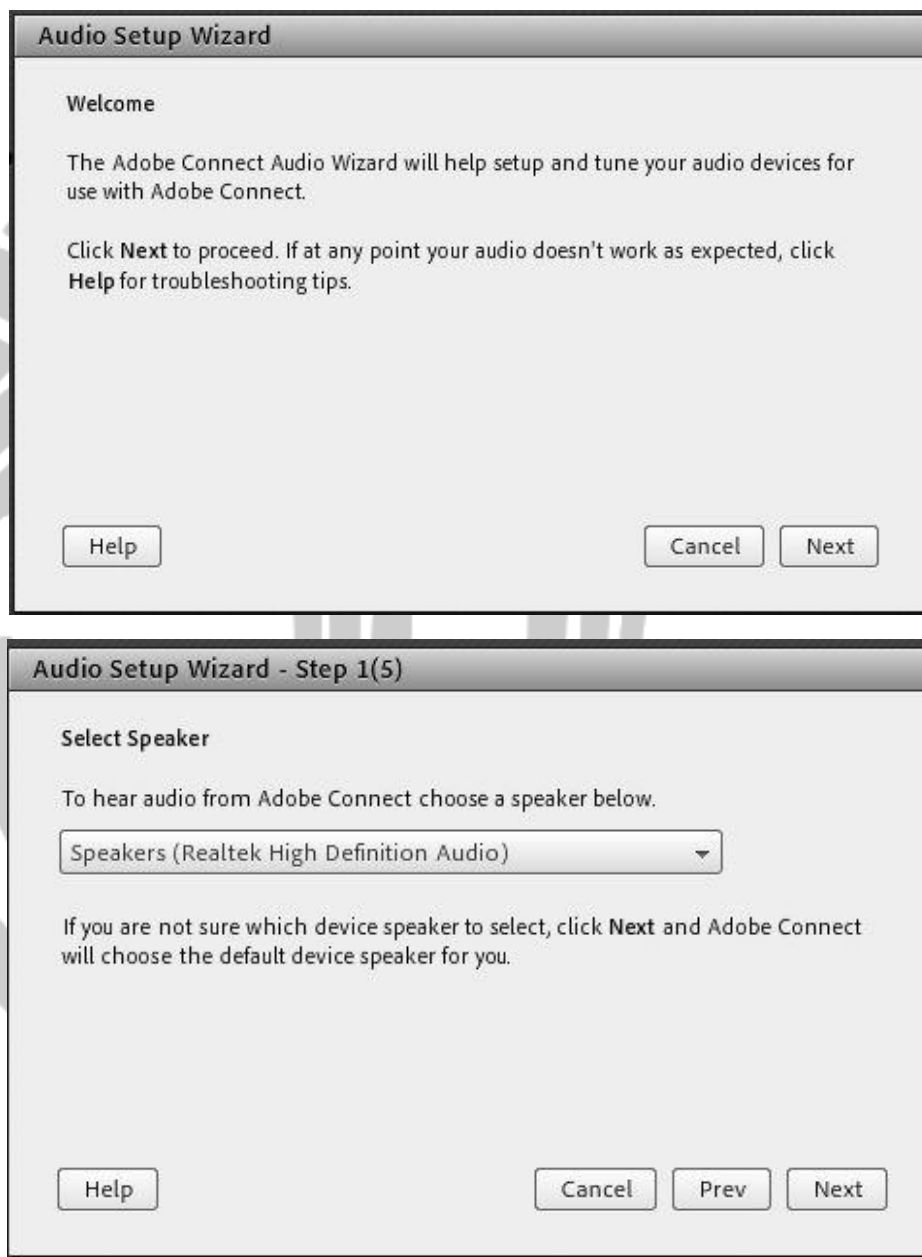 Audio Setup Wizard
Welcome
The Adobe Connect Audio Wizard will help setup and tune your audio devices for
use with Adobe Connect.
Click Next to proceed. If at any point your audio doesn't work as expected, click
Help for troubleshooting tips.
Help Cancel Next
Audio Setup Wizard - Step 1(5)
Select Speaker
To hear audio from Adobe Connect choose a speaker below.
Speakers (Realtek High Definition Audio)
If you are not sure which device speaker to select, click Next and Adobe Connect
will choose the default device speaker for you.
Help Cancel Prev Next